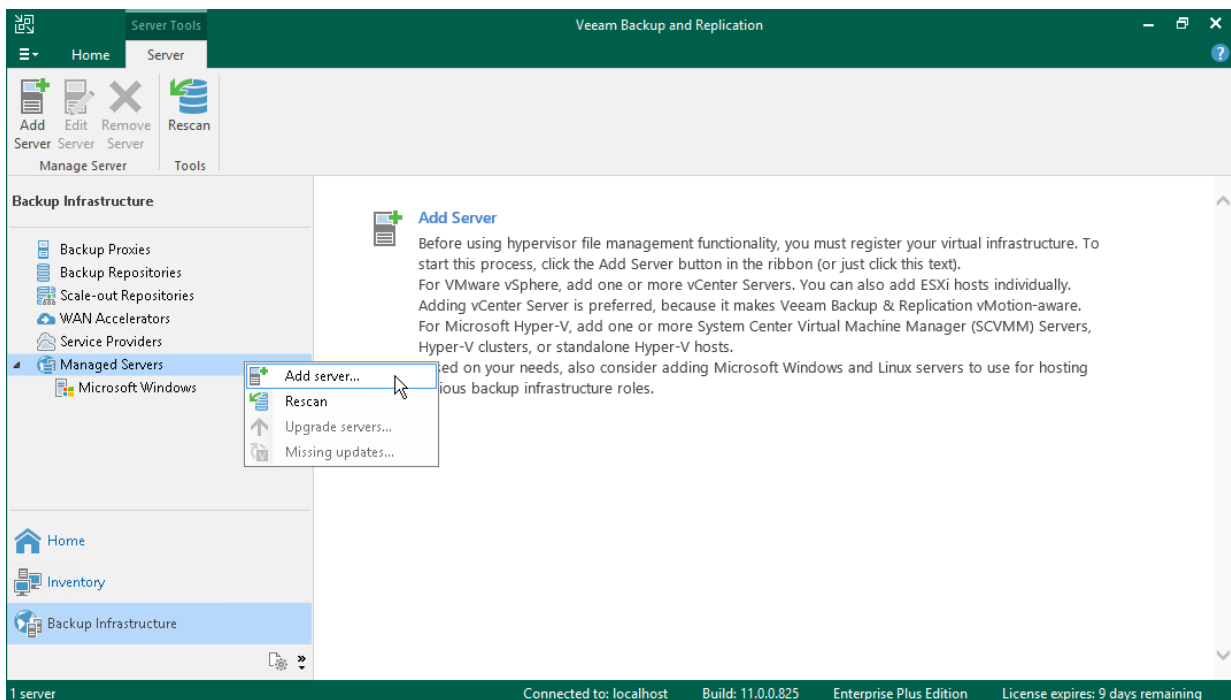 Server Tools
Veeam Backup and Replication
Home
Server
Add Server
Edit Server
Remove Server
Rescan
Manage Server
Tools
Backup Infrastructure
Backup Proxies
Backup Repositories
Scale-out Repositories
WAN Accelerators
Service Providers
Managed Servers
Microsoft Windows
Add server...
Rescan
Upgrade servers...
Missing updates...
Add Server
Before using hypervisor file management functionality, you must register your virtual infrastructure. To
start this process, click the Add Server button in the ribbon (or just click this text).
For VMware vSphere, add one or more vCenter Servers. You can also add ESXi hosts individually.
Adding vCenter Server is preferred, because it makes Veeam Backup & Replication vMotion-aware.
For Microsoft Hyper-V, add one or more System Center Virtual Machine Manager (SCVMM) Servers,
Hyper-V clusters, or standalone Hyper-V hosts.
sed on your needs, also consider adding Microsoft Windows and Linux servers to use for hosting
ious backup infrastructure roles.
Home
Inventory
Backup Infrastructure
1 server
Connected to: localhost
Build: 11.0.0.825
Enterprise Plus Edition
License expires: 9 days remaining